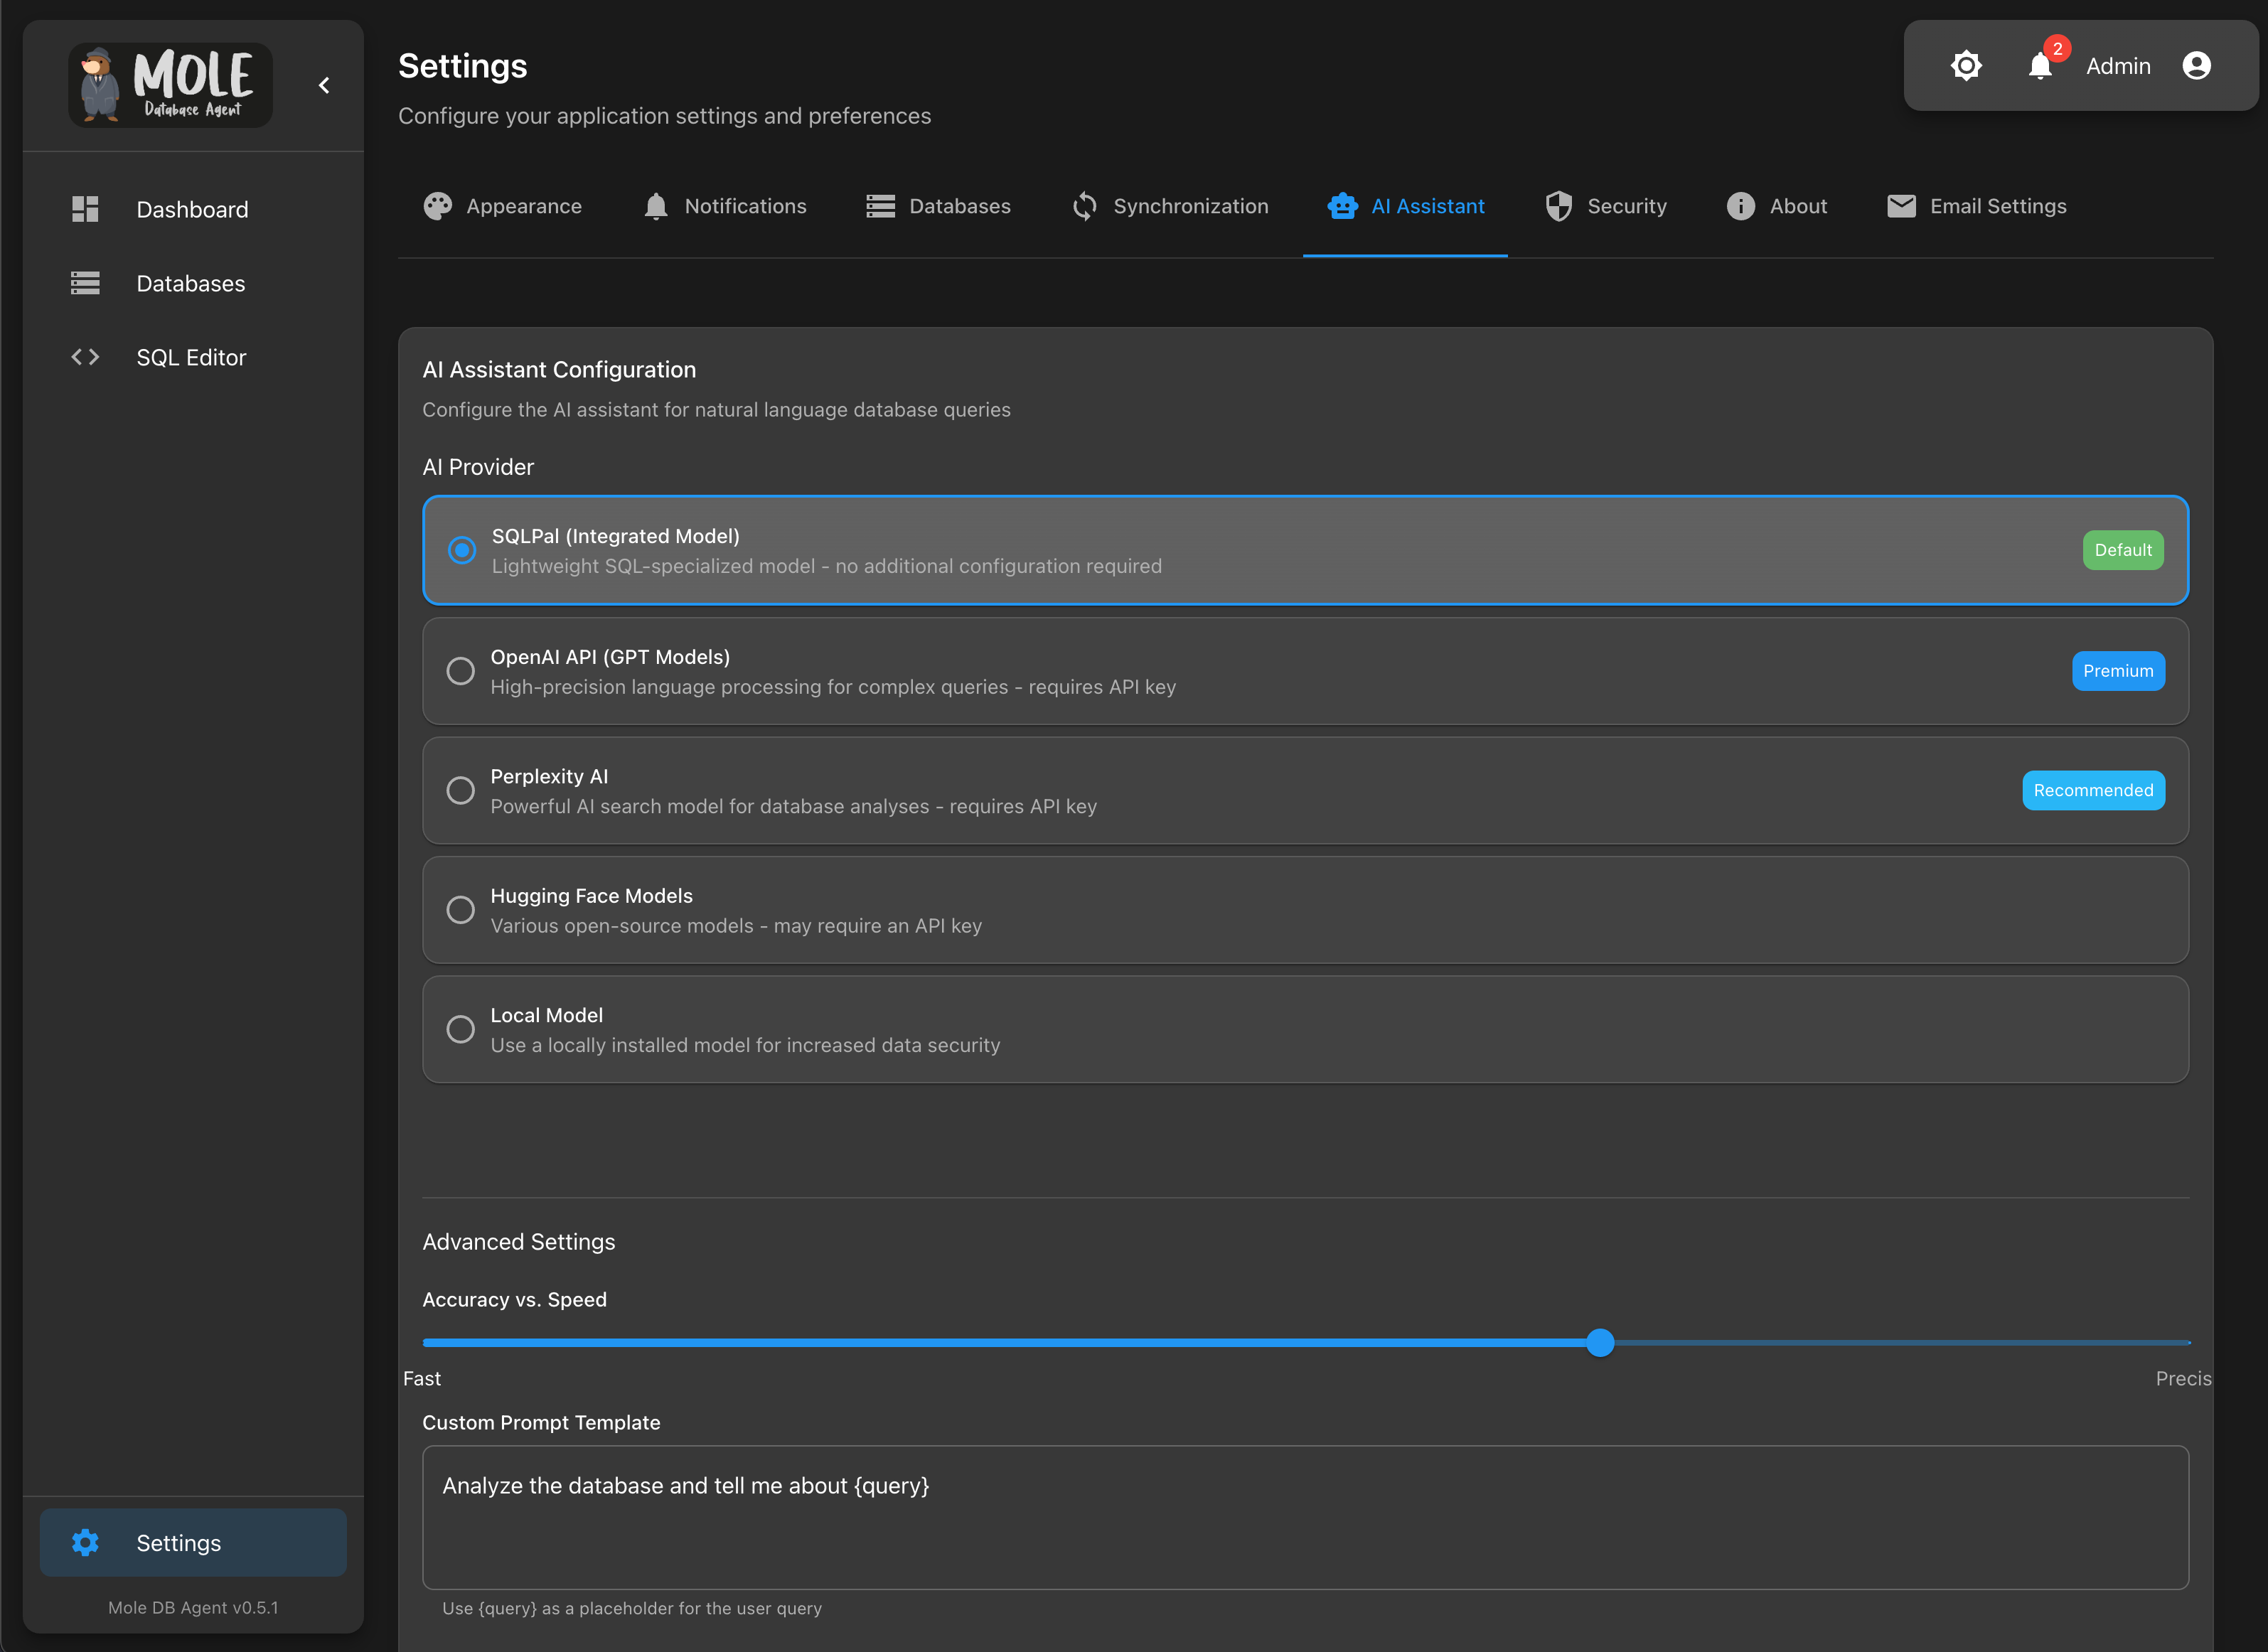 MOLE
Database Agent
Dashboard
Databases
SQL Editor
Settings
Mole DB Agent v0.5.1
Settings
Configure your application settings and preferences
2
Admin
Appearance
Notifications
Databases
Synchronization
AI Assistant
Security
About
Email Settings
AI Assistant Configuration
Configure the AI assistant for natural language database queries
AI Provider
SQLPal (Integrated Model)
Lightweight SQL-specialized model - no additional configuration required
Default
OpenAI API (GPT Models)
High-precision language processing for complex queries - requires API key
Premium
Perplexity AI
Powerful AI search model for database analyses - requires API key
Recommended
Hugging Face Models
Various open-source models - may require an API key
Local Model
Use a locally installed model for increased data security
Advanced Settings
Accuracy vs. Speed
Fast
Precis
Custom Prompt Template
Analyze the database and tell me about {query}
Use {query} as a placeholder for the user query